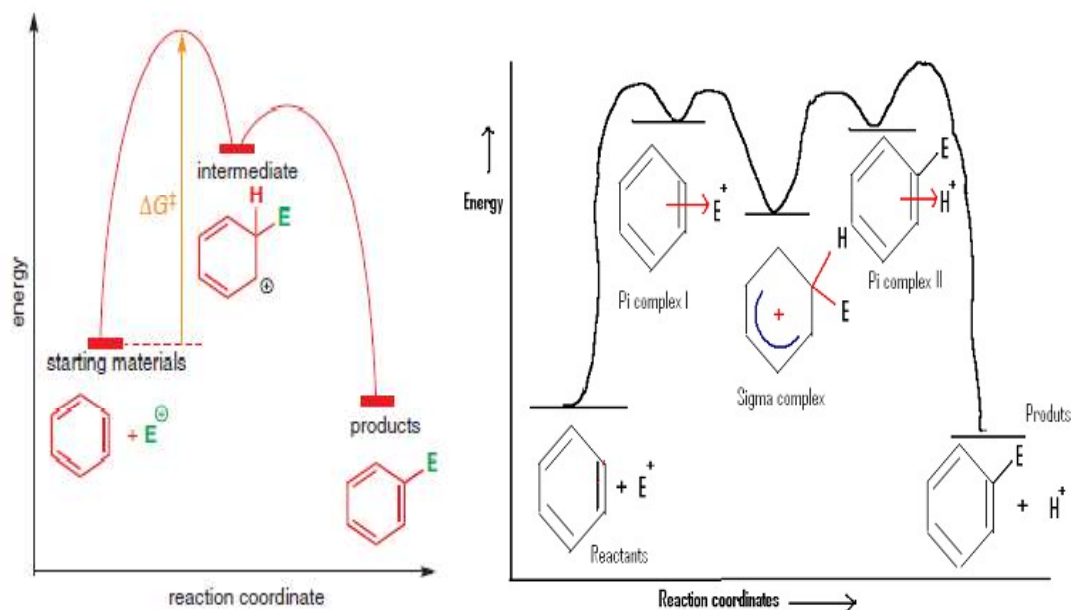 energy
ΔG‡
intermediate
H
E
⊕
starting materials
+ E⊕
products
E
reaction coordinate
Energy
E+
Pi complex I
H
E
+
Sigma complex
E
H+
Pi complex II
+ E+
Reactants
Produts
E
+ H+
Reaction coordinates